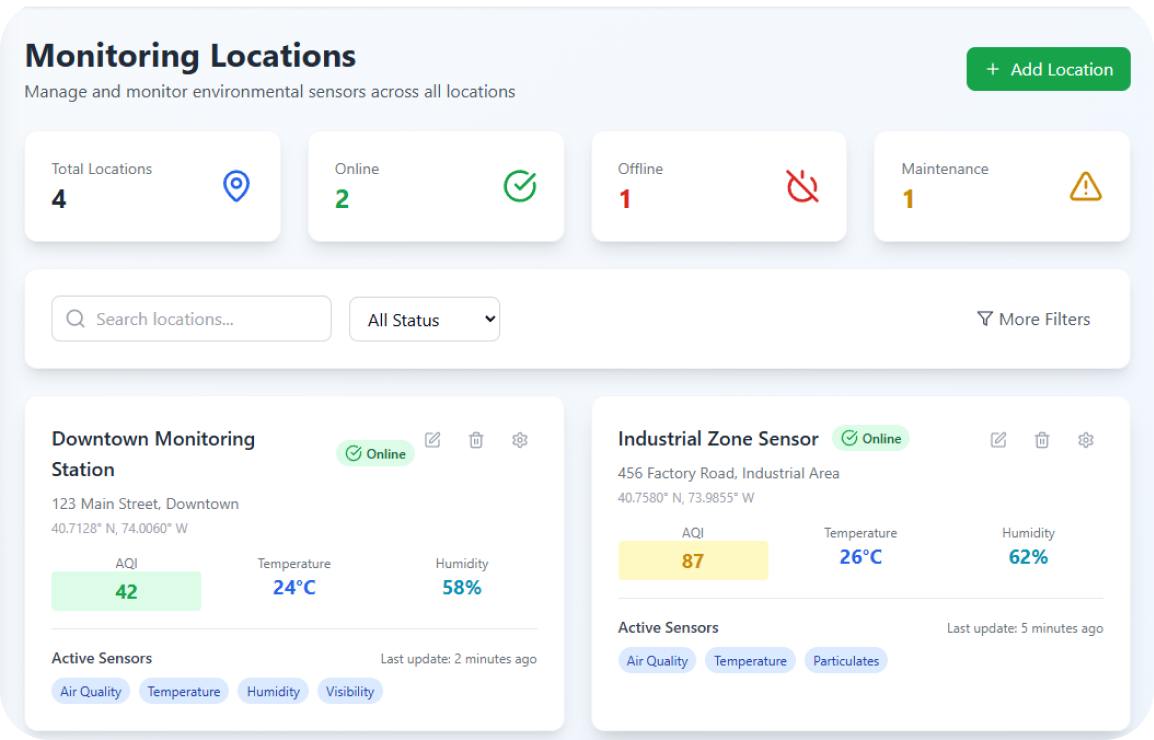 Monitoring Locations
Manage and monitor environmental sensors across all locations
+ Add Location
Total Locations
4
Online
2
Offline
1
Maintenance
1
Search locations...
All Status
More Filters
Downtown Monitoring
Station
Online
123 Main Street, Downtown
40.7128° N, 74.0060° W
AQI
42
Temperature
24°C
Humidity
58%
Active Sensors
Last update: 2 minutes ago
Air Quality
Temperature
Humidity
Visibility
Industrial Zone Sensor
Online
456 Factory Road, Industrial Area
40.7580° N, 73.9855° W
AQI
87
Temperature
26°C
Humidity
62%
Active Sensors
Last update: 5 minutes ago
Air Quality
Temperature
Particulates